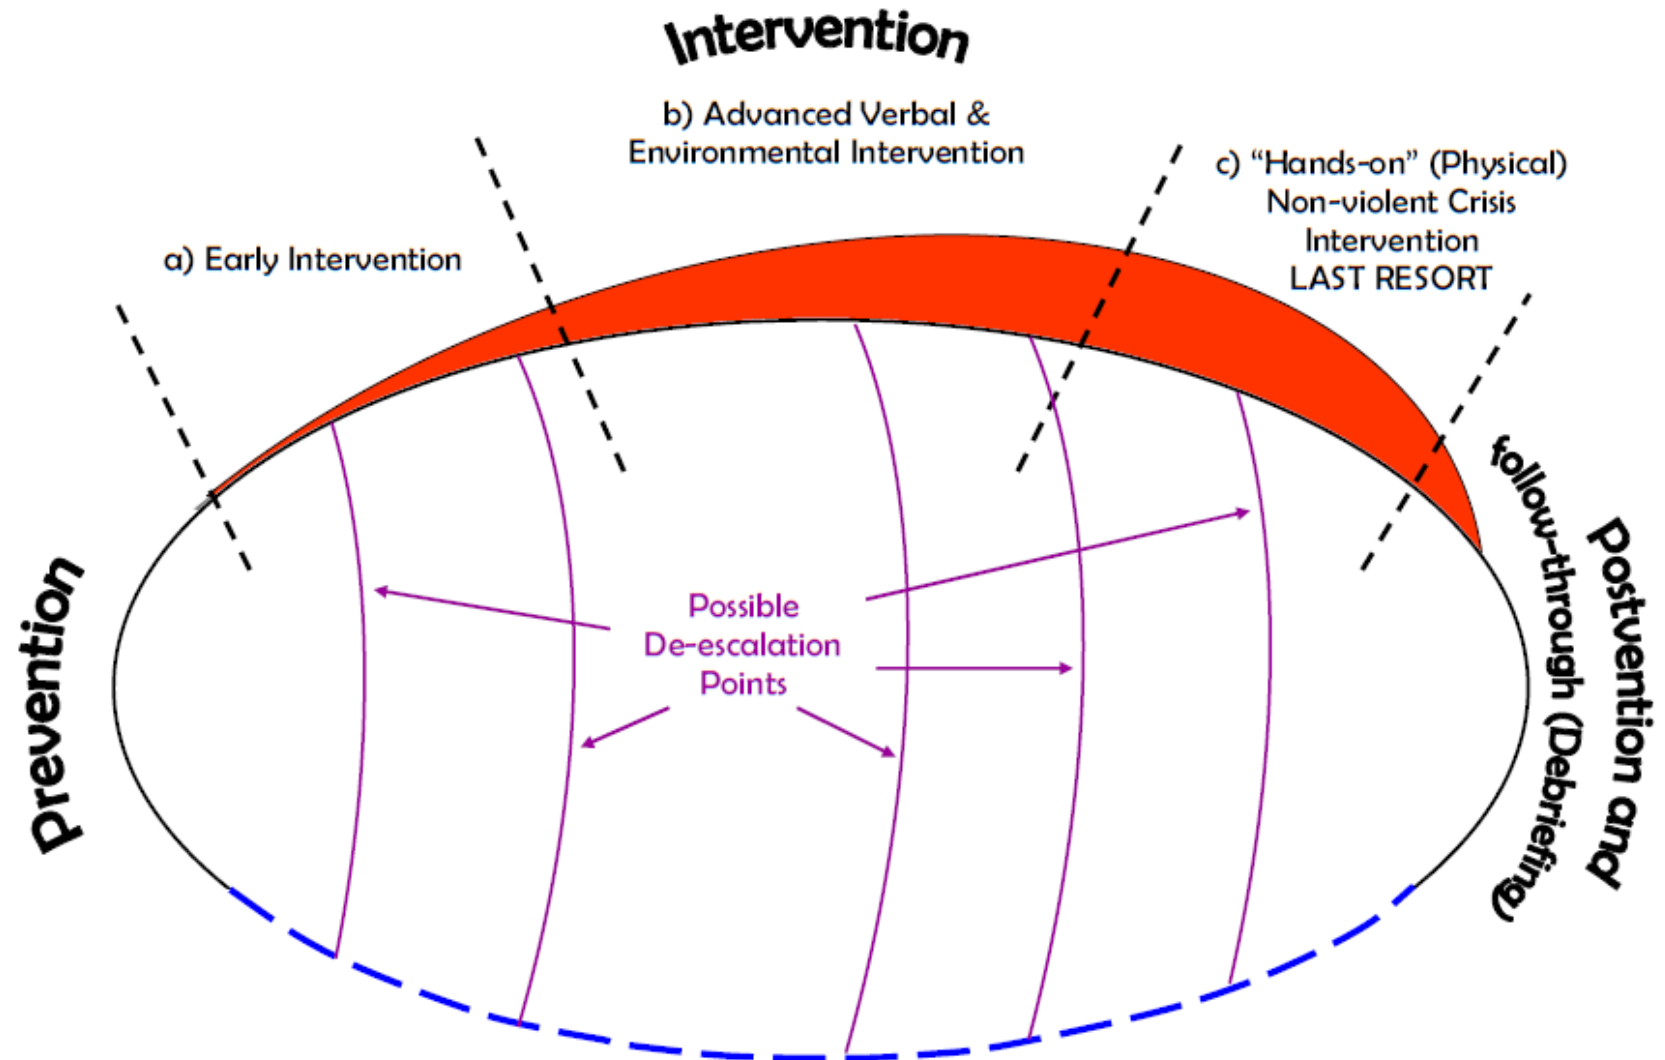 Intervention
b) Advanced Verbal &
Environmental Intervention
c) “Hands-on” (Physical)
Non-violent Crisis
Intervention
LAST RESORT
a) Early Intervention
Prevention
Possible
De-escalation
Points
Postvention and
follow-through (Debriefing)